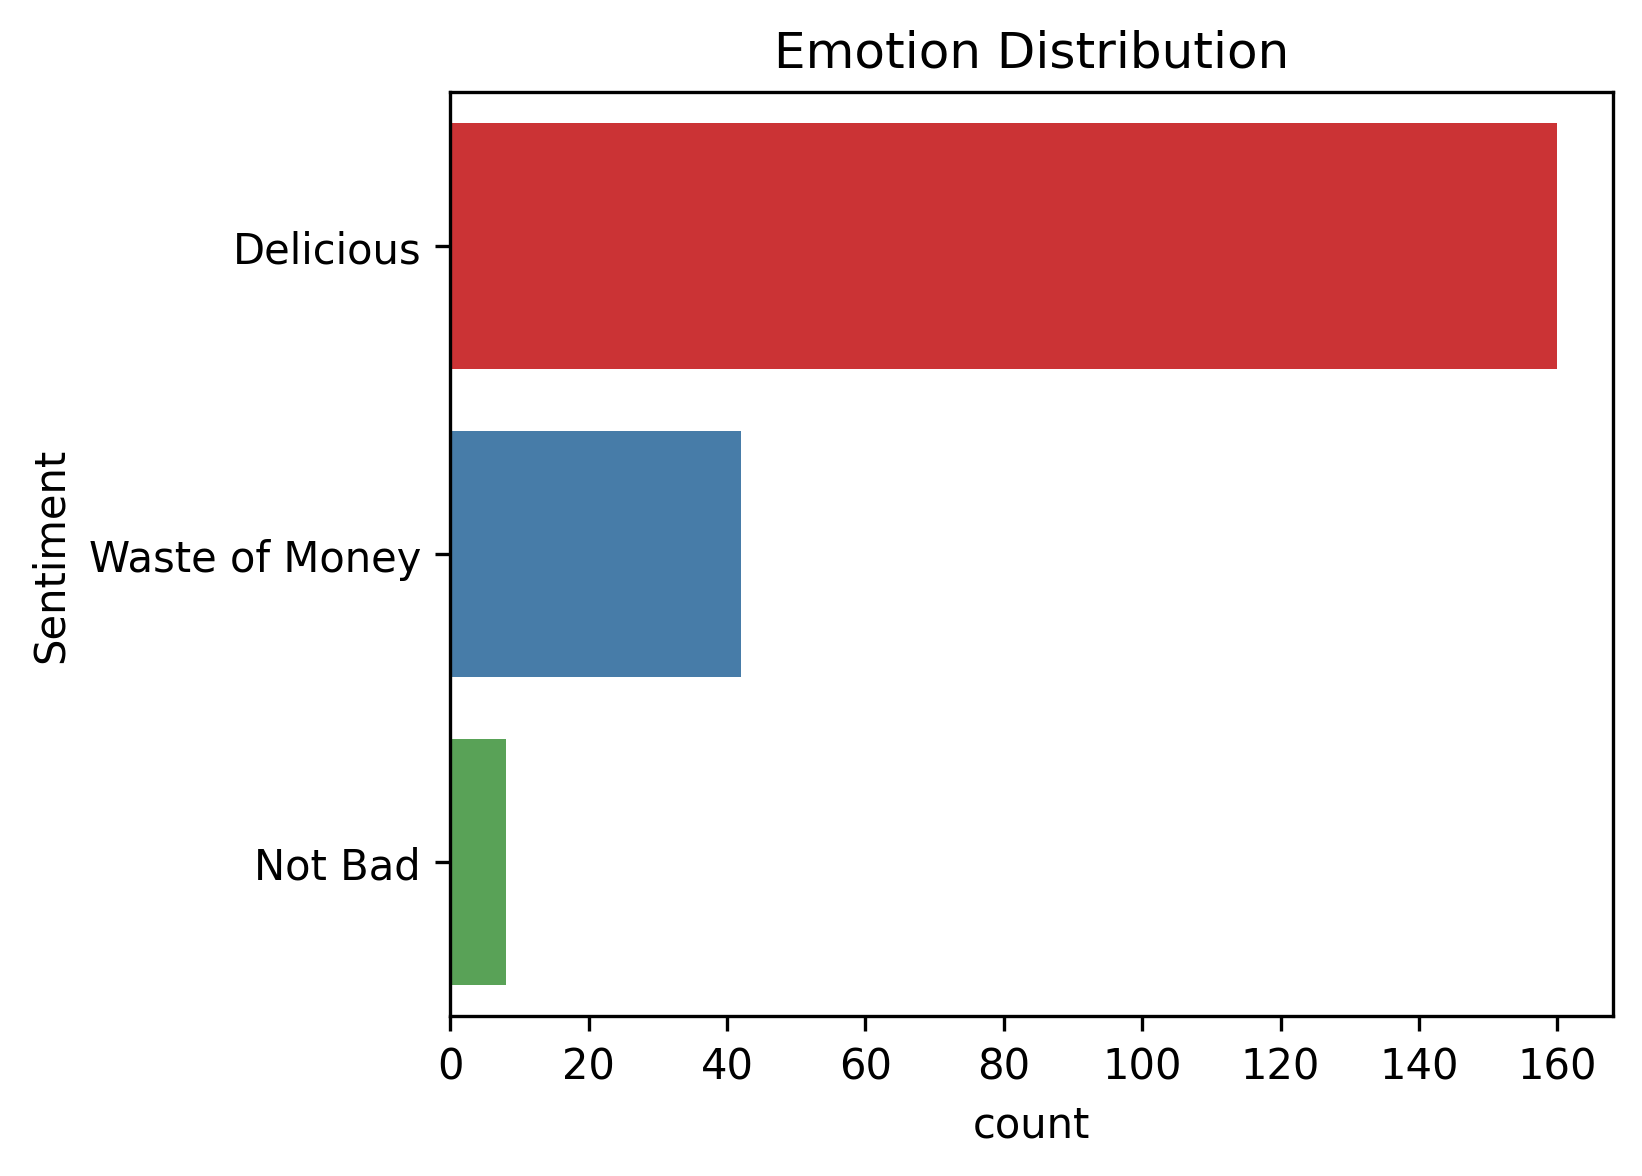 Emotion Distribution
Sentiment
Delicious
Waste of Money
Not Bad
0 20 40 60 80 100 120 140 160
count